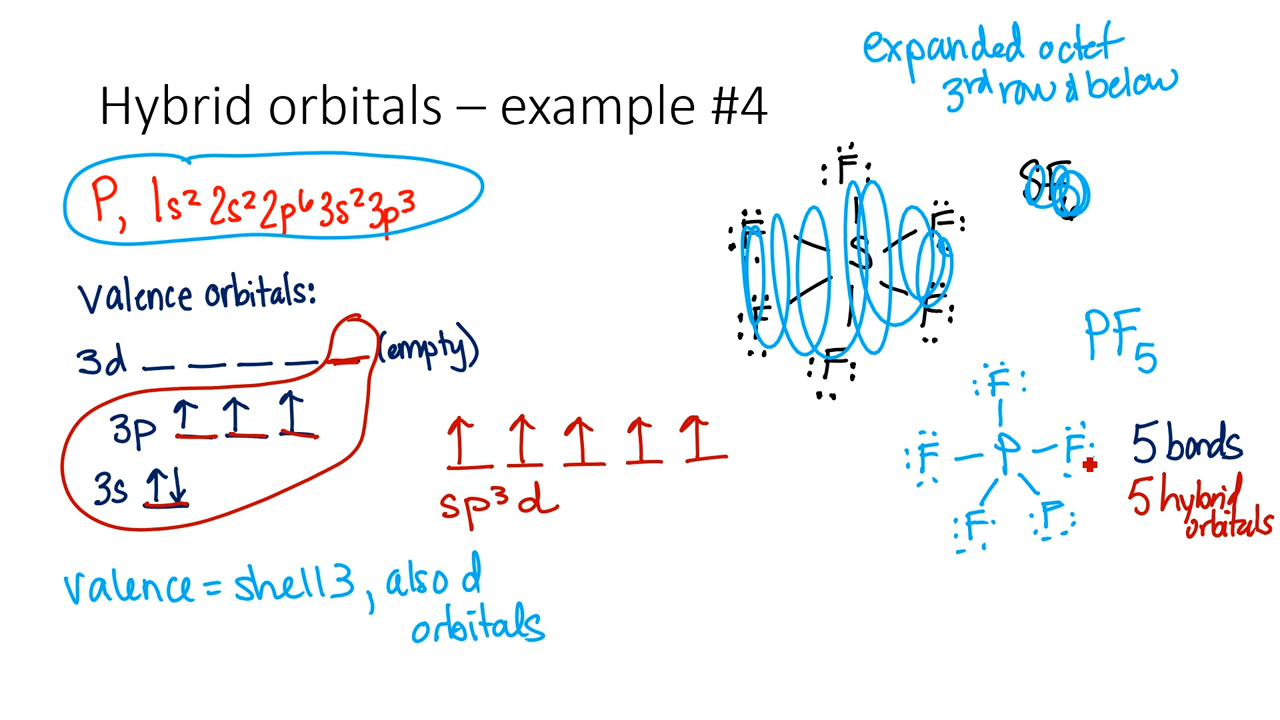 expanded octet
3rd row & below
Hybrid orbitals – example #4
P, 1s² 2s² 2p⁶ 3s² 3p³
valence orbitals:
3d _ _ _ _ _ (empty)
3p ↑ ↑ ↑
3s ↑↓
↑ ↑ ↑ ↑ ↑
sp³d
valence = shell 3, also d
orbitals
F
F F
S
F F
F
PF₅
F
F – P – F
F F
5 bonds
5 hybrid
orbitals